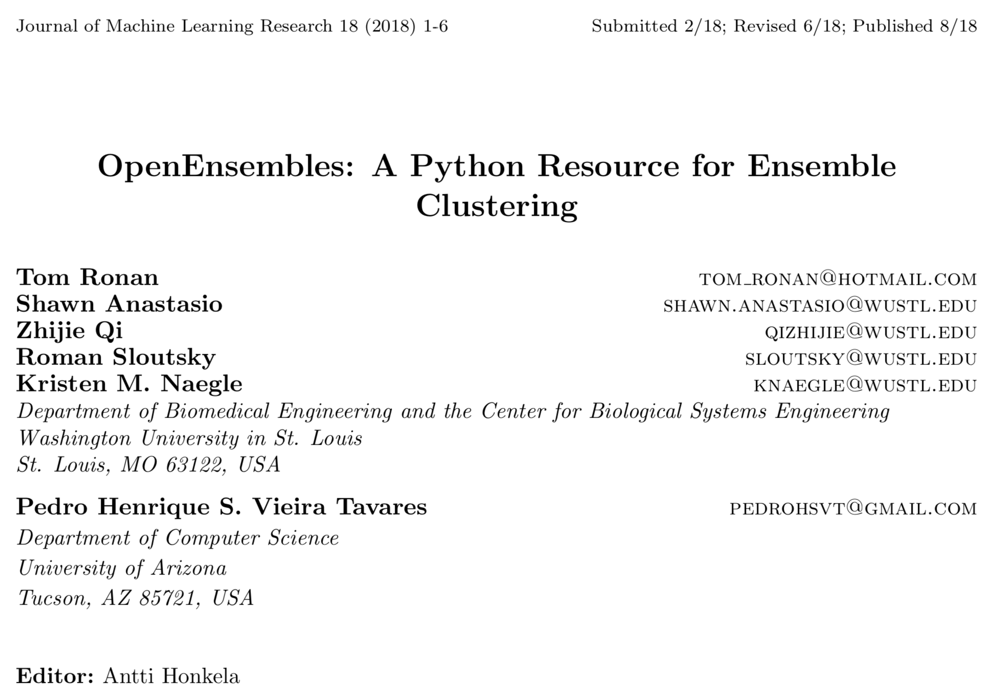 Journal of Machine Learning Research 18 (2018) 1-6 Submitted 2/18; Revised 6/18; Published 8/18
OpenEnsembles: A Python Resource for Ensemble
Clustering
Tom Ronan TOM_RONAN@HOTMAIL.COM
Shawn Anastasio SHAWN.ANASTASIO@WUSTL.EDU
Zhijie Qi QIZHIJIE@WUSTL.EDU
Roman Sloutsky SLOUTSKY@WUSTL.EDU
Kristen M. Naegle KNAEGLE@WUSTL.EDU
Department of Biomedical Engineering and the Center for Biological Systems Engineering
Washington University in St. Louis
St. Louis, MO 63122, USA
Pedro Henrique S. Vieira Tavares PEDROHSVT@GMAIL.COM
Department of Computer Science
University of Arizona
Tucson, AZ 85721, USA
Editor: Antti Honkela